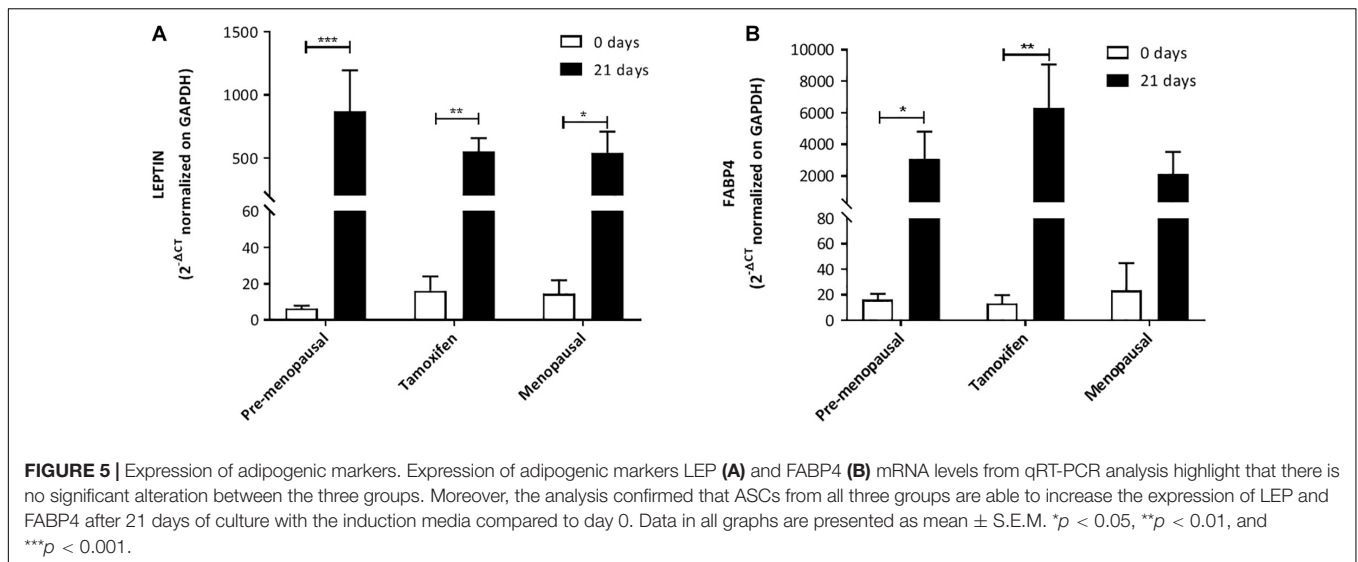 A
LEPTIN
(2^-ΔCT normalized on GAPDH)
1500
1000
500
60
40
20
0
***
**
*
0 days
21 days
Pre-menopausal
Tamoxifen
Menopausal
B
FABP4
(2^-ΔCT normalized on GAPDH)
10000
8000
6000
4000
2000
80
60
40
20
0
*
**
0 days
21 days
Pre-menopausal
Tamoxifen
Menopausal
FIGURE 5 | Expression of adipogenic markers. Expression of adipogenic markers LEP (A) and FABP4 (B) mRNA levels from qRT-PCR analysis highlight that there is
no significant alteration between the three groups. Moreover, the analysis confirmed that ASCs from all three groups are able to increase the expression of LEP and
FABP4 after 21 days of culture with the induction media compared to day 0. Data in all graphs are presented as mean ± S.E.M. *p < 0.05, **p < 0.01, and
***p < 0.001.